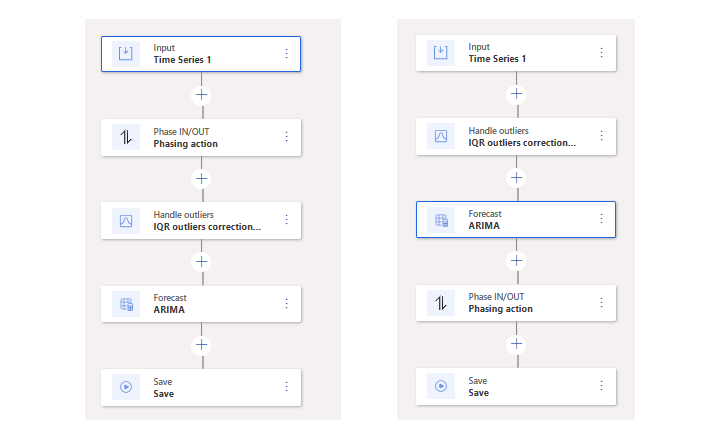 Input
Time Series 1
Phase IN/OUT
Phasing action
Handle outliers
IQR outliers correction...
Forecast
ARIMA
Save
Save
Input
Time Series 1
Handle outliers
IQR outliers correction...
Forecast
ARIMA
Phase IN/OUT
Phasing action
Save
Save